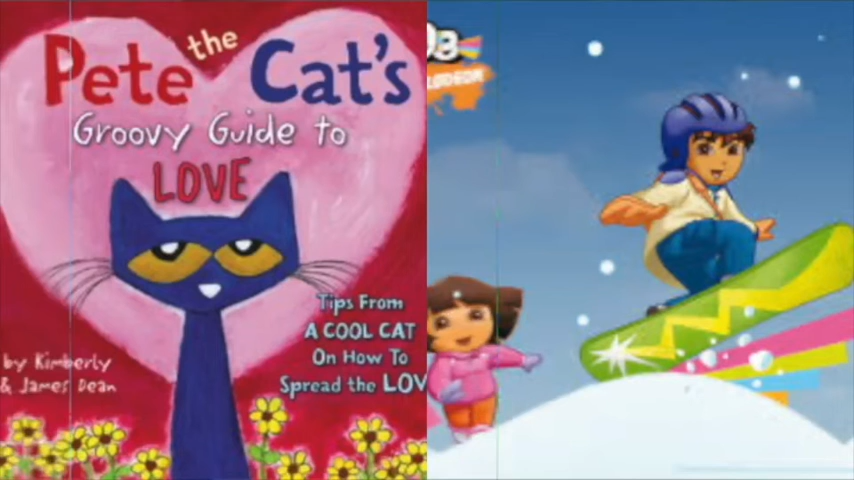 Pete the Cat's
Groovy Guide to
LOVE
Tips From
A COOL CAT
On How To
Spread the LOV
by Kimberly
& James Dean